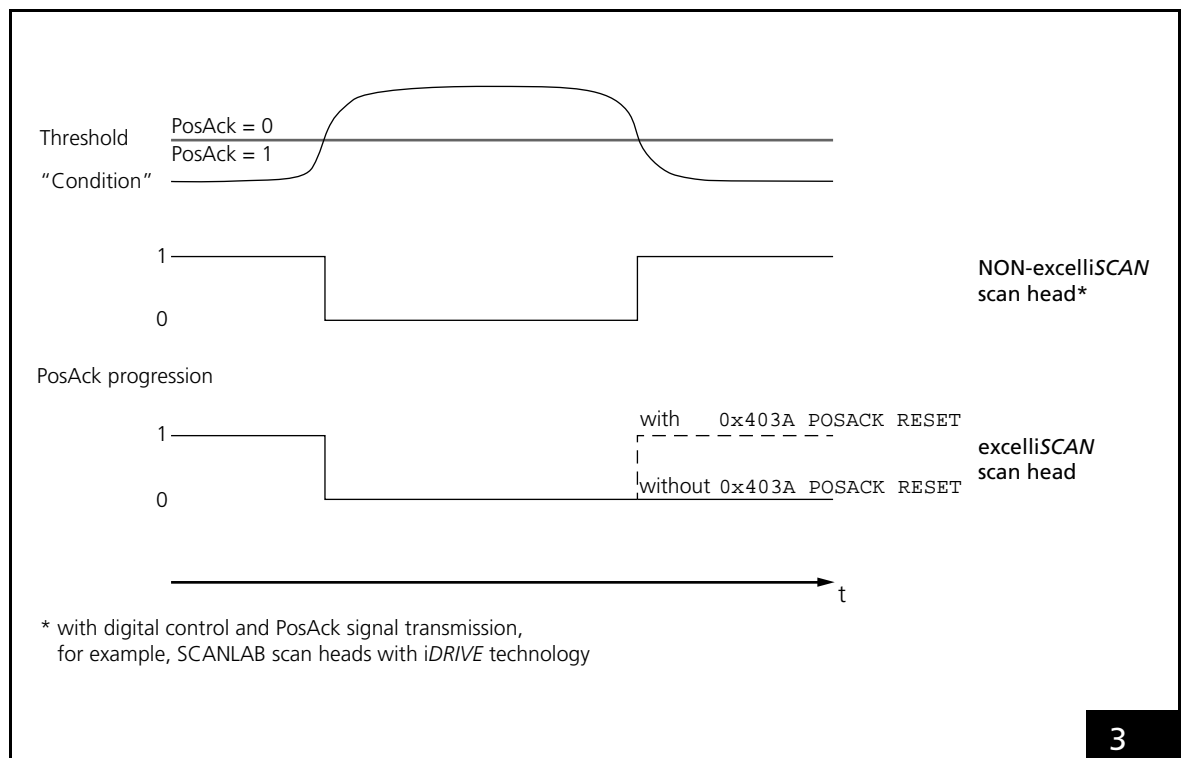 PosAck = 0
Threshold
PosAck = 1
“Condition”
1
0
NON-excelliSCAN
scan head*
PosAck progression
with 0x403A POSACK RESET
1
without 0x403A POSACK RESET
0
excelliSCAN
scan head
t
* with digital control and PosAck signal transmission,
for example, SCANLAB scan heads with iDRIVE technology
3